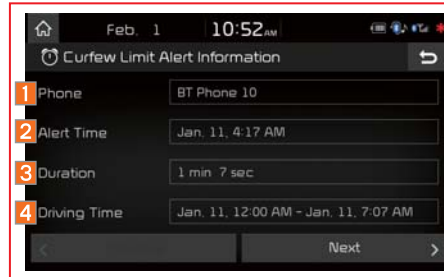 Feb. 1 10:52 AM
Curfew Limit Alert Information
1 Phone BT Phone 10
2 Alert Time Jan. 11, 4:17 AM
3 Duration 1 min 7 sec
4 Driving Time Jan. 11, 12:00 AM - Jan. 11, 7:07 AM
< Next >